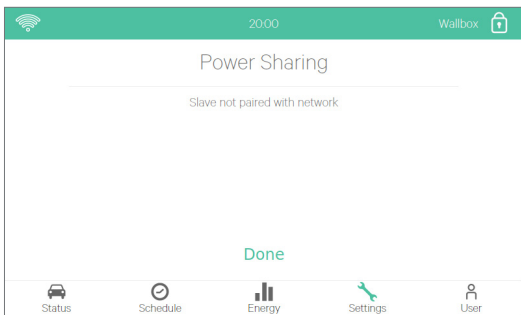 20:00
Wallbox
Power Sharing
Slave not paired with network
Done
Status
Schedule
Energy
Settings
User